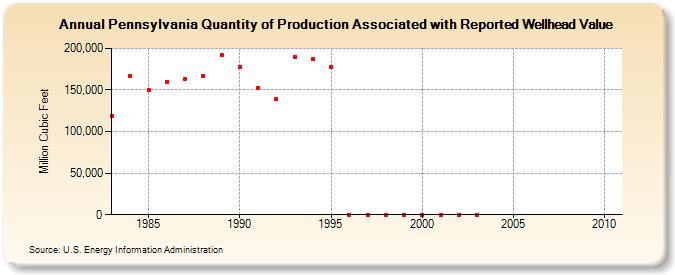 Annual Pennsylvania Quantity of Production Associated with Reported Wellhead Value
Million Cubic Feet
200,000
150,000
100,000
50,000
0
1985 1990 1995 2000 2005 2010
Source: U.S. Energy Information Administration